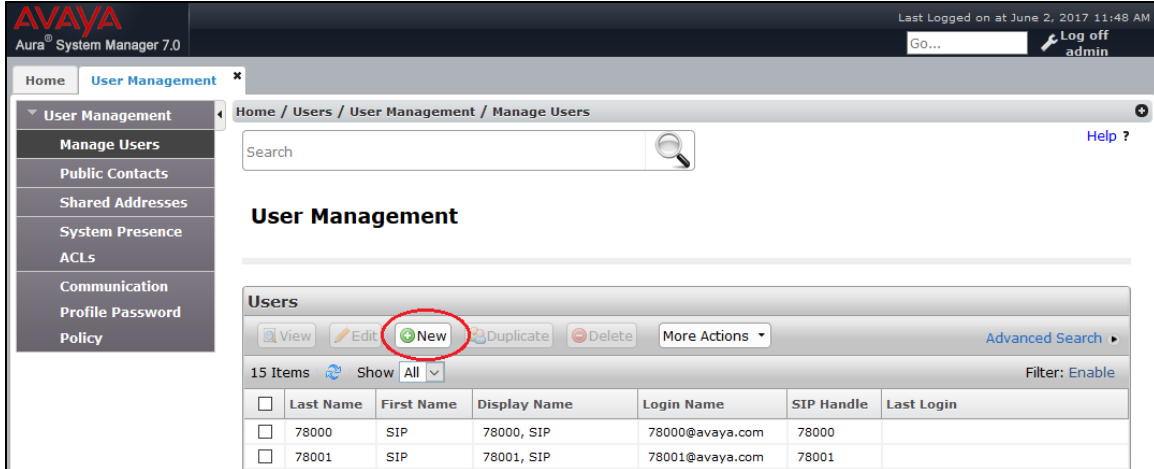 AVAYA
Last Logged on at June 2, 2017 11:48 AM
Aura® System Manager 7.0
Go...
Log off
admin
Home
User Management
User Management
Home / Users / User Management / Manage Users
Help ?
Manage Users
Search
Public Contacts
Shared Addresses
User Management
System Presence
ACLs
Communication
Profile Password
Policy
Users
View Edit New Duplicate Delete More Actions Advanced Search
15 Items Show All Filter: Enable
Last Name First Name Display Name Login Name SIP Handle Last Login
78000 SIP 78000, SIP 78000@avaya.com 78000
78001 SIP 78001, SIP 78001@avaya.com 78001